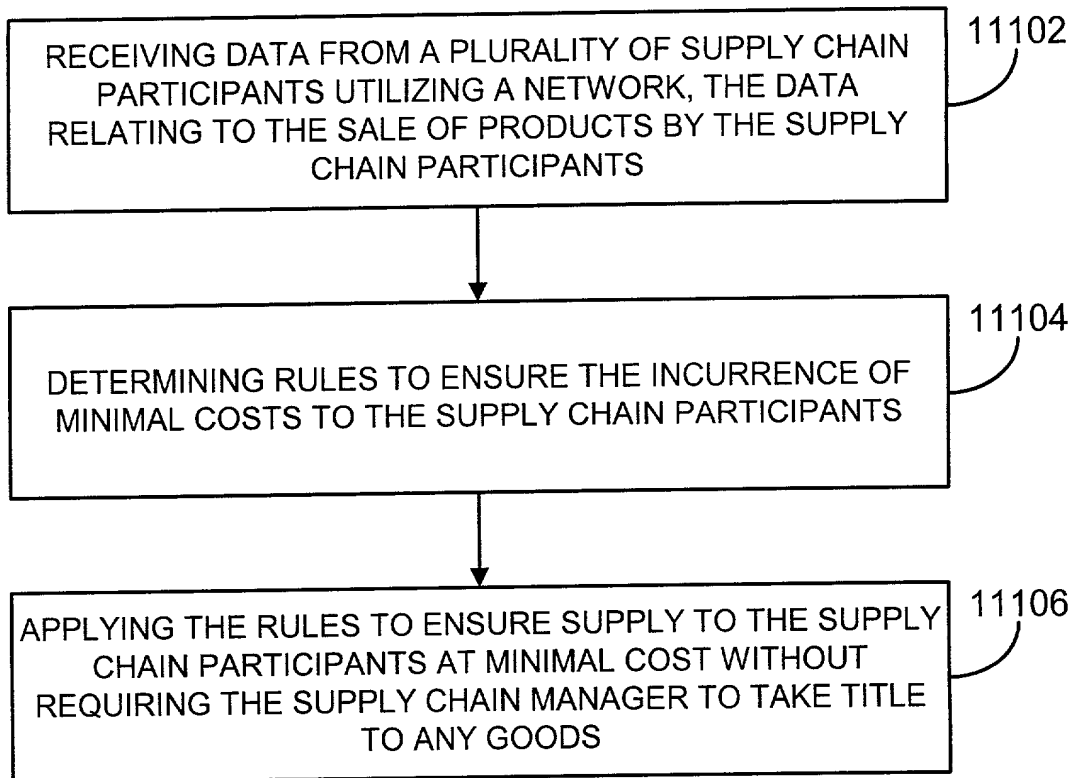 RECEIVING DATA FROM A PLURALITY OF SUPPLY CHAIN
PARTICIPANTS UTILIZING A NETWORK, THE DATA
RELATING TO THE SALE OF PRODUCTS BY THE SUPPLY
CHAIN PARTICIPANTS
11102
DETERMINING RULES TO ENSURE THE INCURRENCE OF
MINIMAL COSTS TO THE SUPPLY CHAIN PARTICIPANTS
11104
APPLYING THE RULES TO ENSURE SUPPLY TO THE SUPPLY
CHAIN PARTICIPANTS AT MINIMAL COST WITHOUT
REQUIRING THE SUPPLY CHAIN MANAGER TO TAKE TITLE
TO ANY GOODS
11106